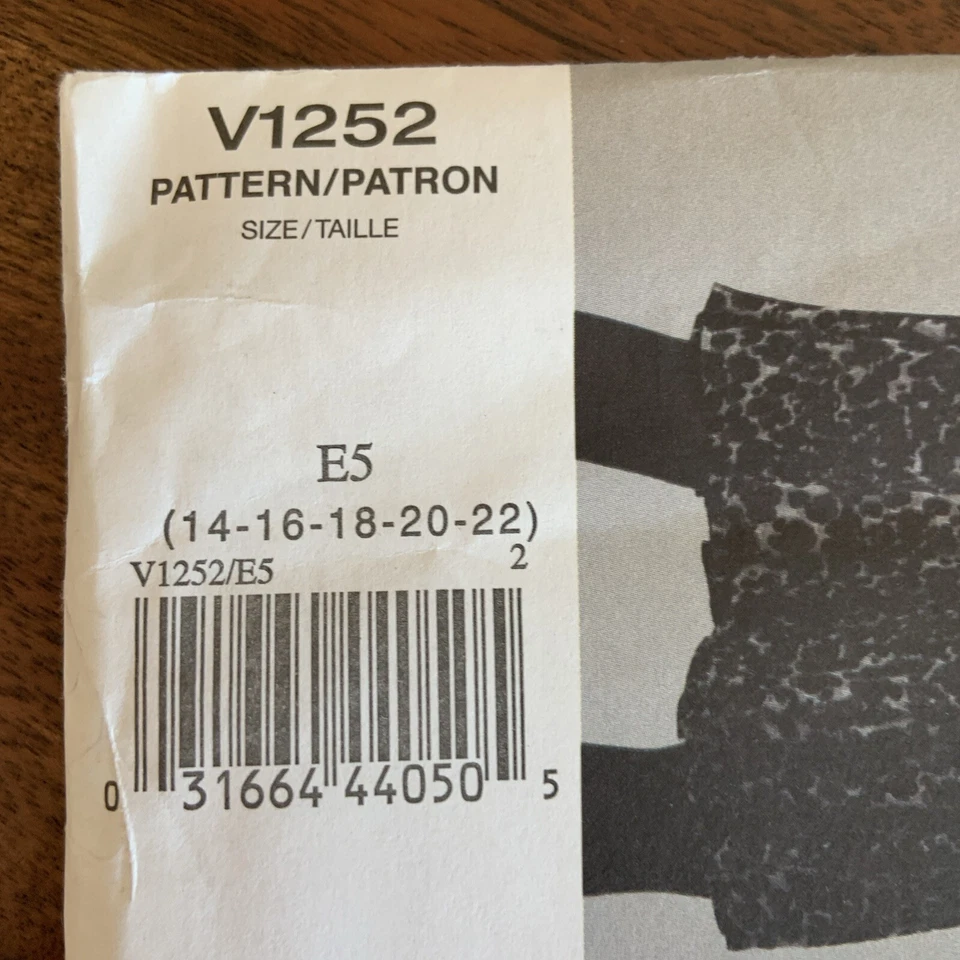 V1252
PATTERN/PATRON
SIZE/TAILLE
E5
(14-16-18-20-22)
V1252/E5 2
0 31664 44050 5